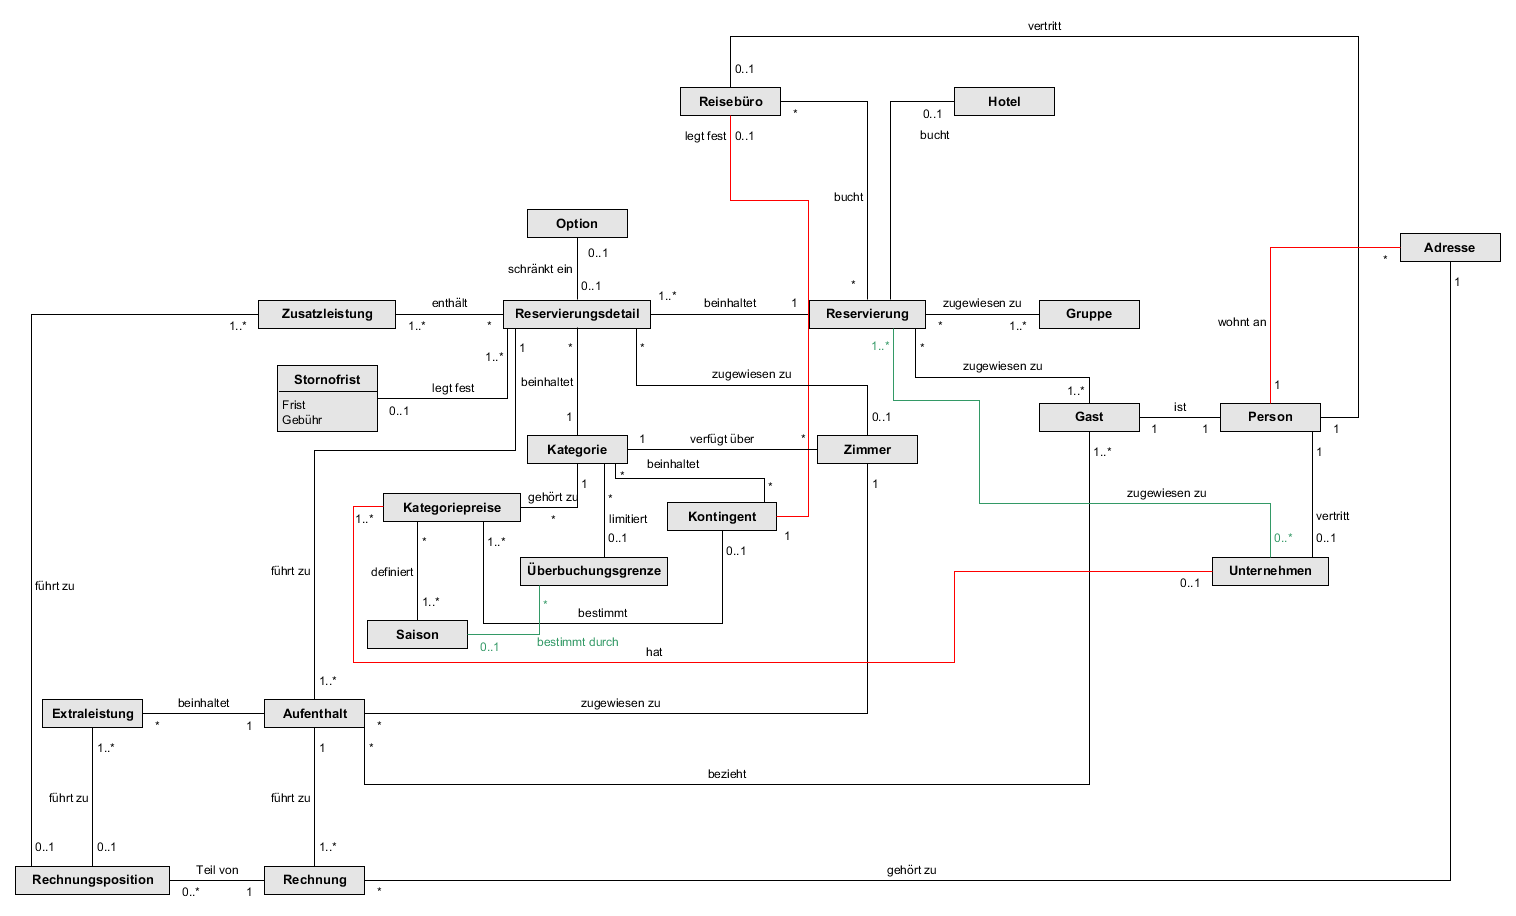 vertritt
0..1
Reisebüro
Hotel
*
0..1
legt fest
0..1
bucht
bucht
Option
Adresse
0..1
*
schränkt ein
1
*
0..1
1..*
Zusatzleistung
enthält
Reservierungsdetail
beinhaltet
1
Reservierung
zugewiesen zu
Gruppe
wohnt an
1..*
1..*
*
*
1..*
1
*
*
1..*
*
1..*
beinhaltet
zugewiesen zu
zugewiesen zu
Stornofrist
Frist
Gebühr
legt fest
0..1
1
1..*
1
0..1
Gast
ist
Person
1
1
1
Kategorie
1
verfügt über
*
Zimmer
1..*
1
beinhaltet
*
1
*
1
Kategoriepreise
gehört zu
*
*
limitiert
Kontingent
zugewiesen zu
1..*
*
1..*
0..1
1
0..1
vertritt
0..*
0..1
definiert
Überbuchungsgrenze
Unternehmen
0..1
führt zu
führt zu
1..*
*
bestimmt
Saison
0..1
bestimmt durch
hat
1..*
Extraleistung
beinhaltet
Aufenthalt
zugewiesen zu
*
1
*
1..*
1
*
bezieht
führt zu
führt zu
0..1
0..1
1..*
Rechnungsposition
Teil von
Rechnung
gehört zu
0..*
1
*